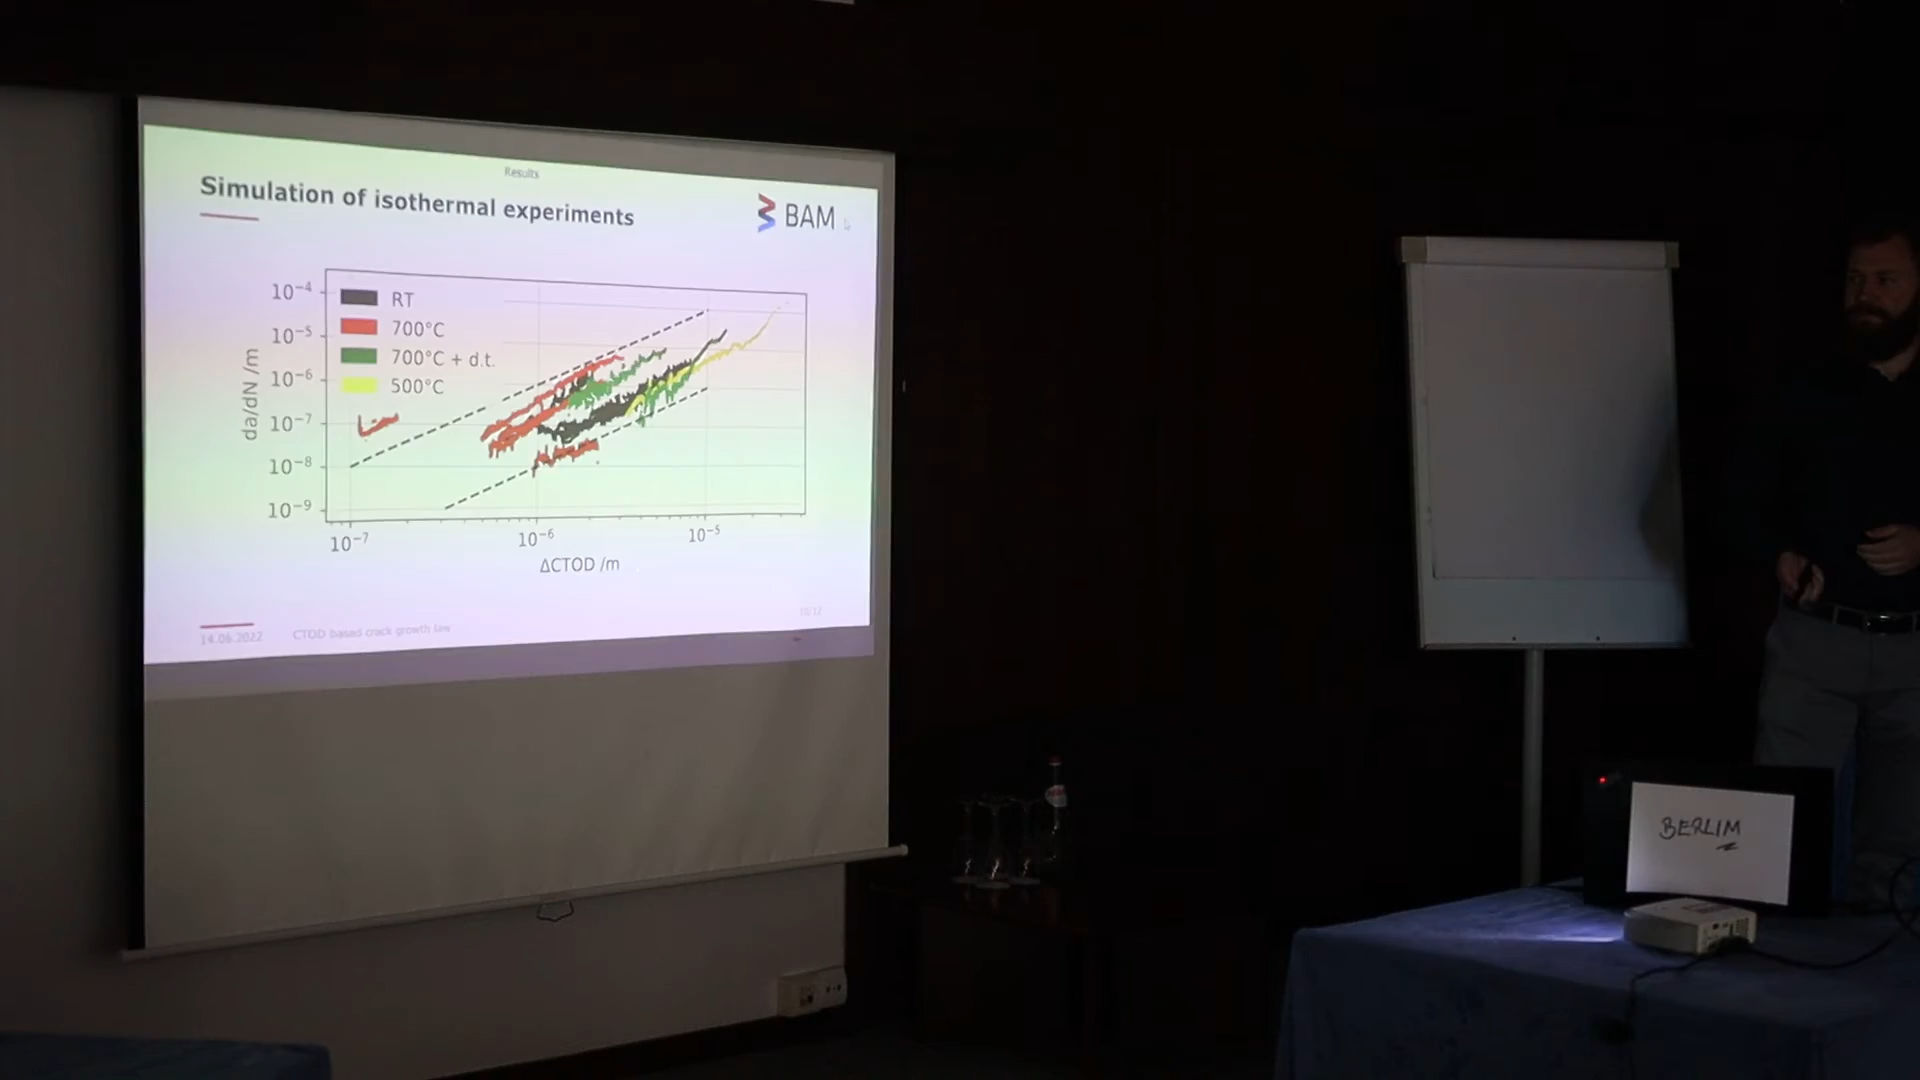 Results
Simulation of isothermal experiments
BAM
10⁻⁴
10⁻⁵
10⁻⁶
10⁻⁷
10⁻⁸
10⁻⁹
da/dN /m
RT
700°C
700°C + d.t.
500°C
10⁻⁷
10⁻⁶
10⁻⁵
ΔCTOD /m
14.06.2022
CTOD based crack growth law
10/12
BERLIM